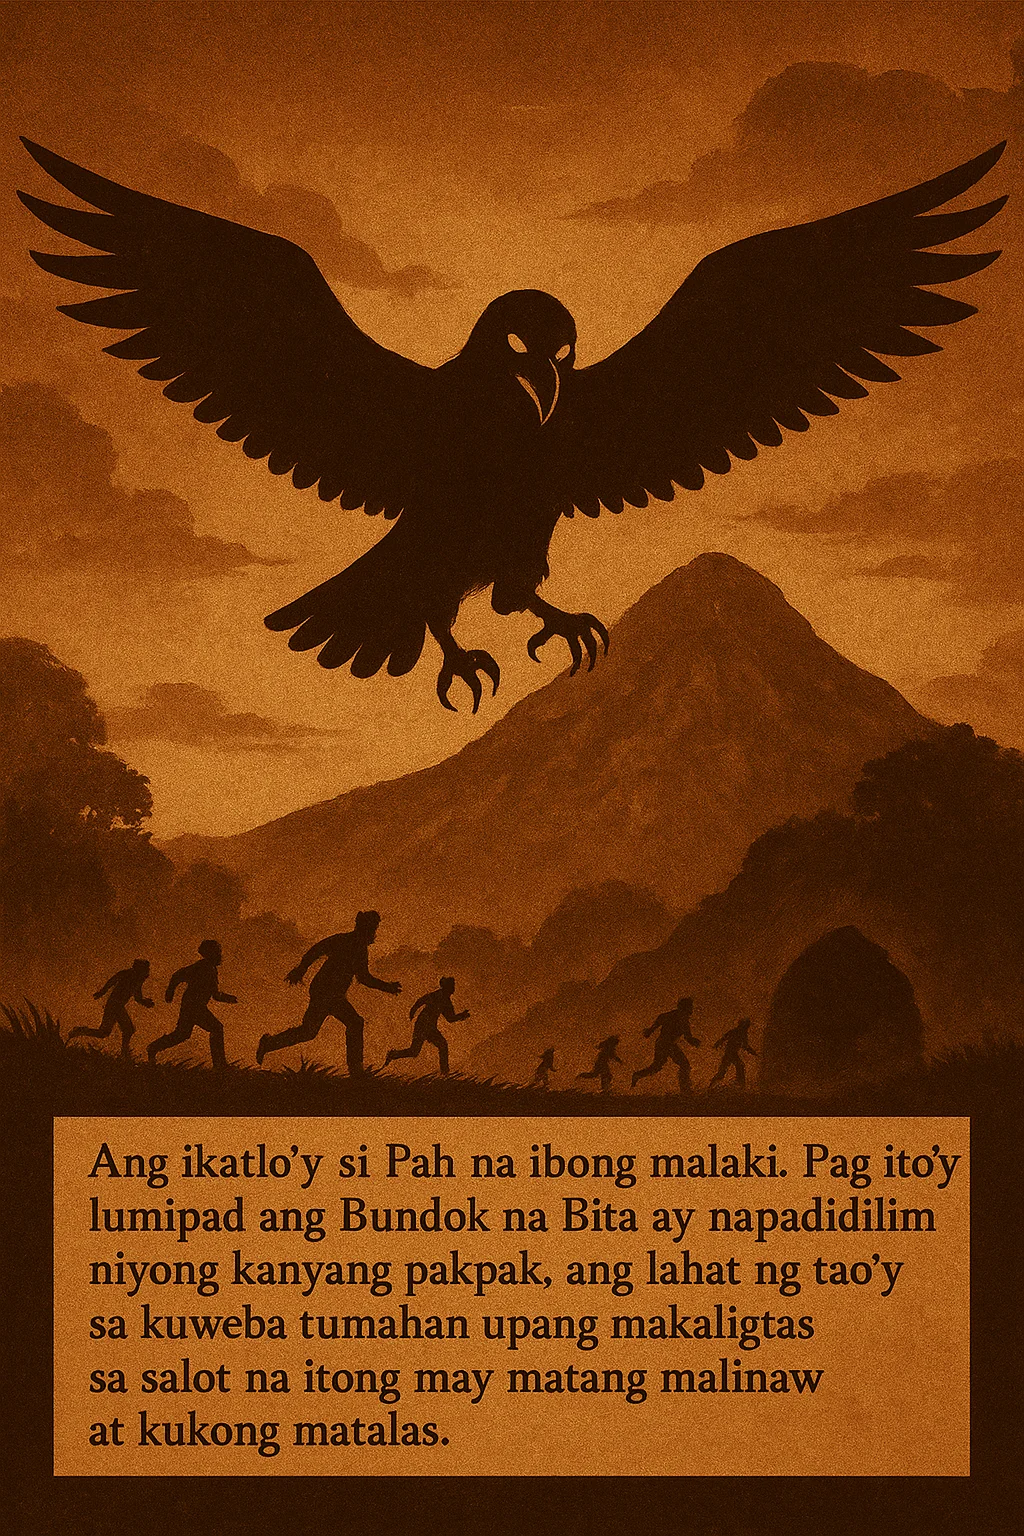 Ang ikatlo’y si Pah na ibong malaki. Pag ito’y
lumipad ang Bundok na Bita ay napadidilim
niyong kanyang pakpak, ang lahat ng tao’y
sa kuweba tumahan upang makaligtas
sa salot na itong may matang malinaw
at kukong matalas.